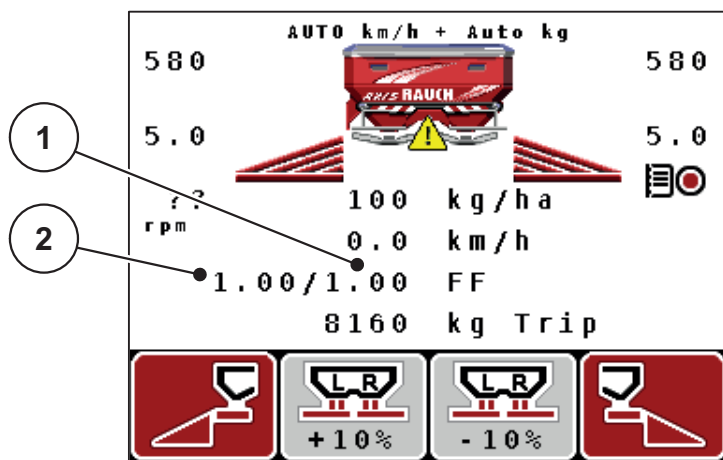 AUTO km/h + Auto kg
580
580
AXIS RAUCH
1
5.0
5.0
??
100 kg/ha
rpm
0.0 km/h
2
1.00/1.00 FF
8160 kg Trip
L R
+10%
L R
-10%